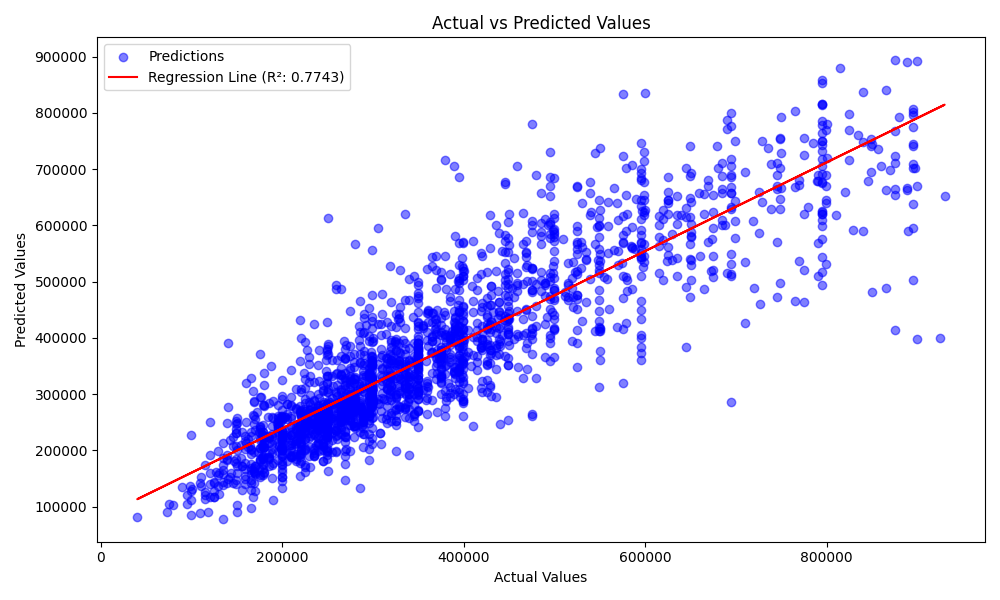 Actual vs Predicted Values
Predictions
Regression Line (R²: 0.7743)
Predicted Values
900000
800000
700000
600000
500000
400000
300000
200000
100000
0
200000
400000
600000
800000
Actual Values